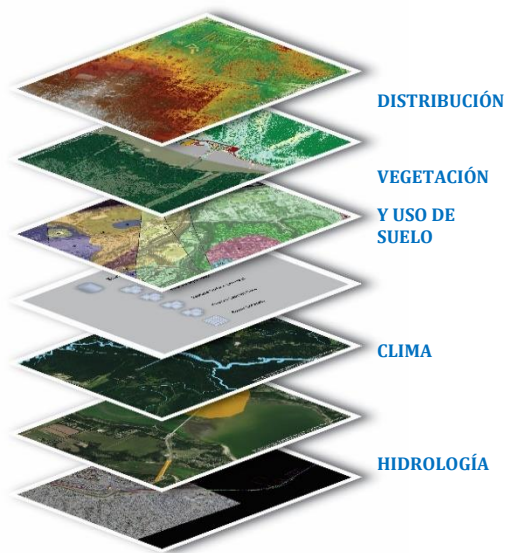 DISTRIBUCIÓN
VEGETACIÓN
Y USO DE
SUELO
CLIMA
HIDROLOGÍA